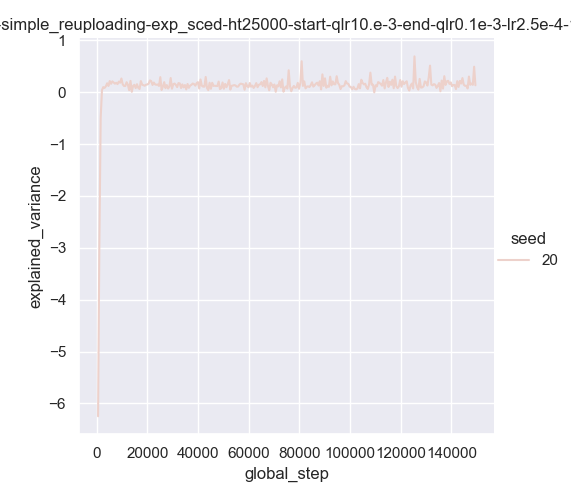 -simple_reuploading-exp_sced-ht25000-start-qlr10.e-3-end-qlr0.1e-3-lr2.5e-4-
1
0
−1
−2
−3
−4
−5
−6
explained_variance
0 20000 40000 60000 80000 100000 120000 140000
global_step
seed
20